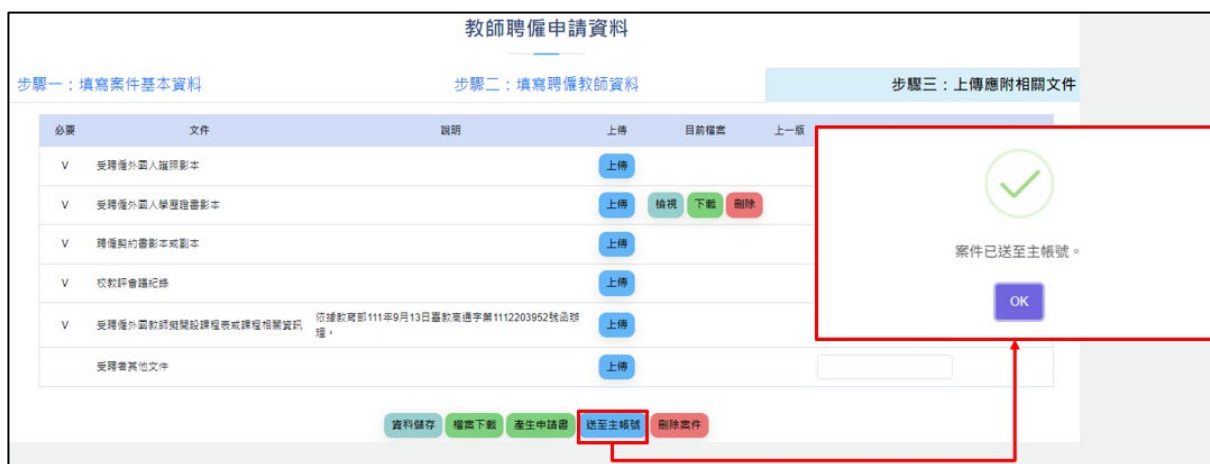 教師聘僱申請資料
步驟一：填寫案件基本資料 步驟二：填寫聘僱教師資料 步驟三：上傳應附相關文件
必要 文件 說明 上傳 目前檔案 上一版
V 受聘僱外國人護照影本 上傳
V 受聘僱外國人學歷證書影本 上傳 檢視 下載 刪除
V 聘僱契約書影本或副本 上傳
V 校教評會議紀錄 上傳
V 受聘僱外國教師擬開設課程表或課程相關資訊 依據教育部111年9月13日臺教高通字第1112203952號函辦
理。 上傳
受聘者其他文件 上傳
案件已送至主帳號。
OK
資料儲存 檔案下載 產生申請書 送至主帳號 刪除案件